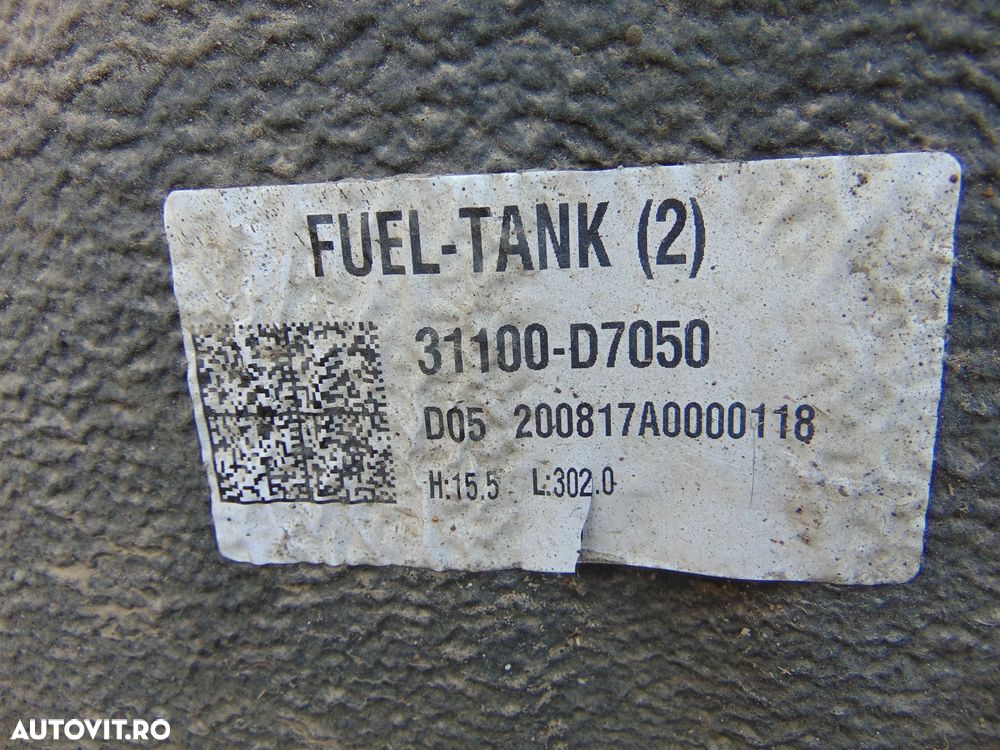 FUEL-TANK (2)
31100-D7050
D05 200817A0000118
H:15.5 L:302.0
AUTOVIT.RO